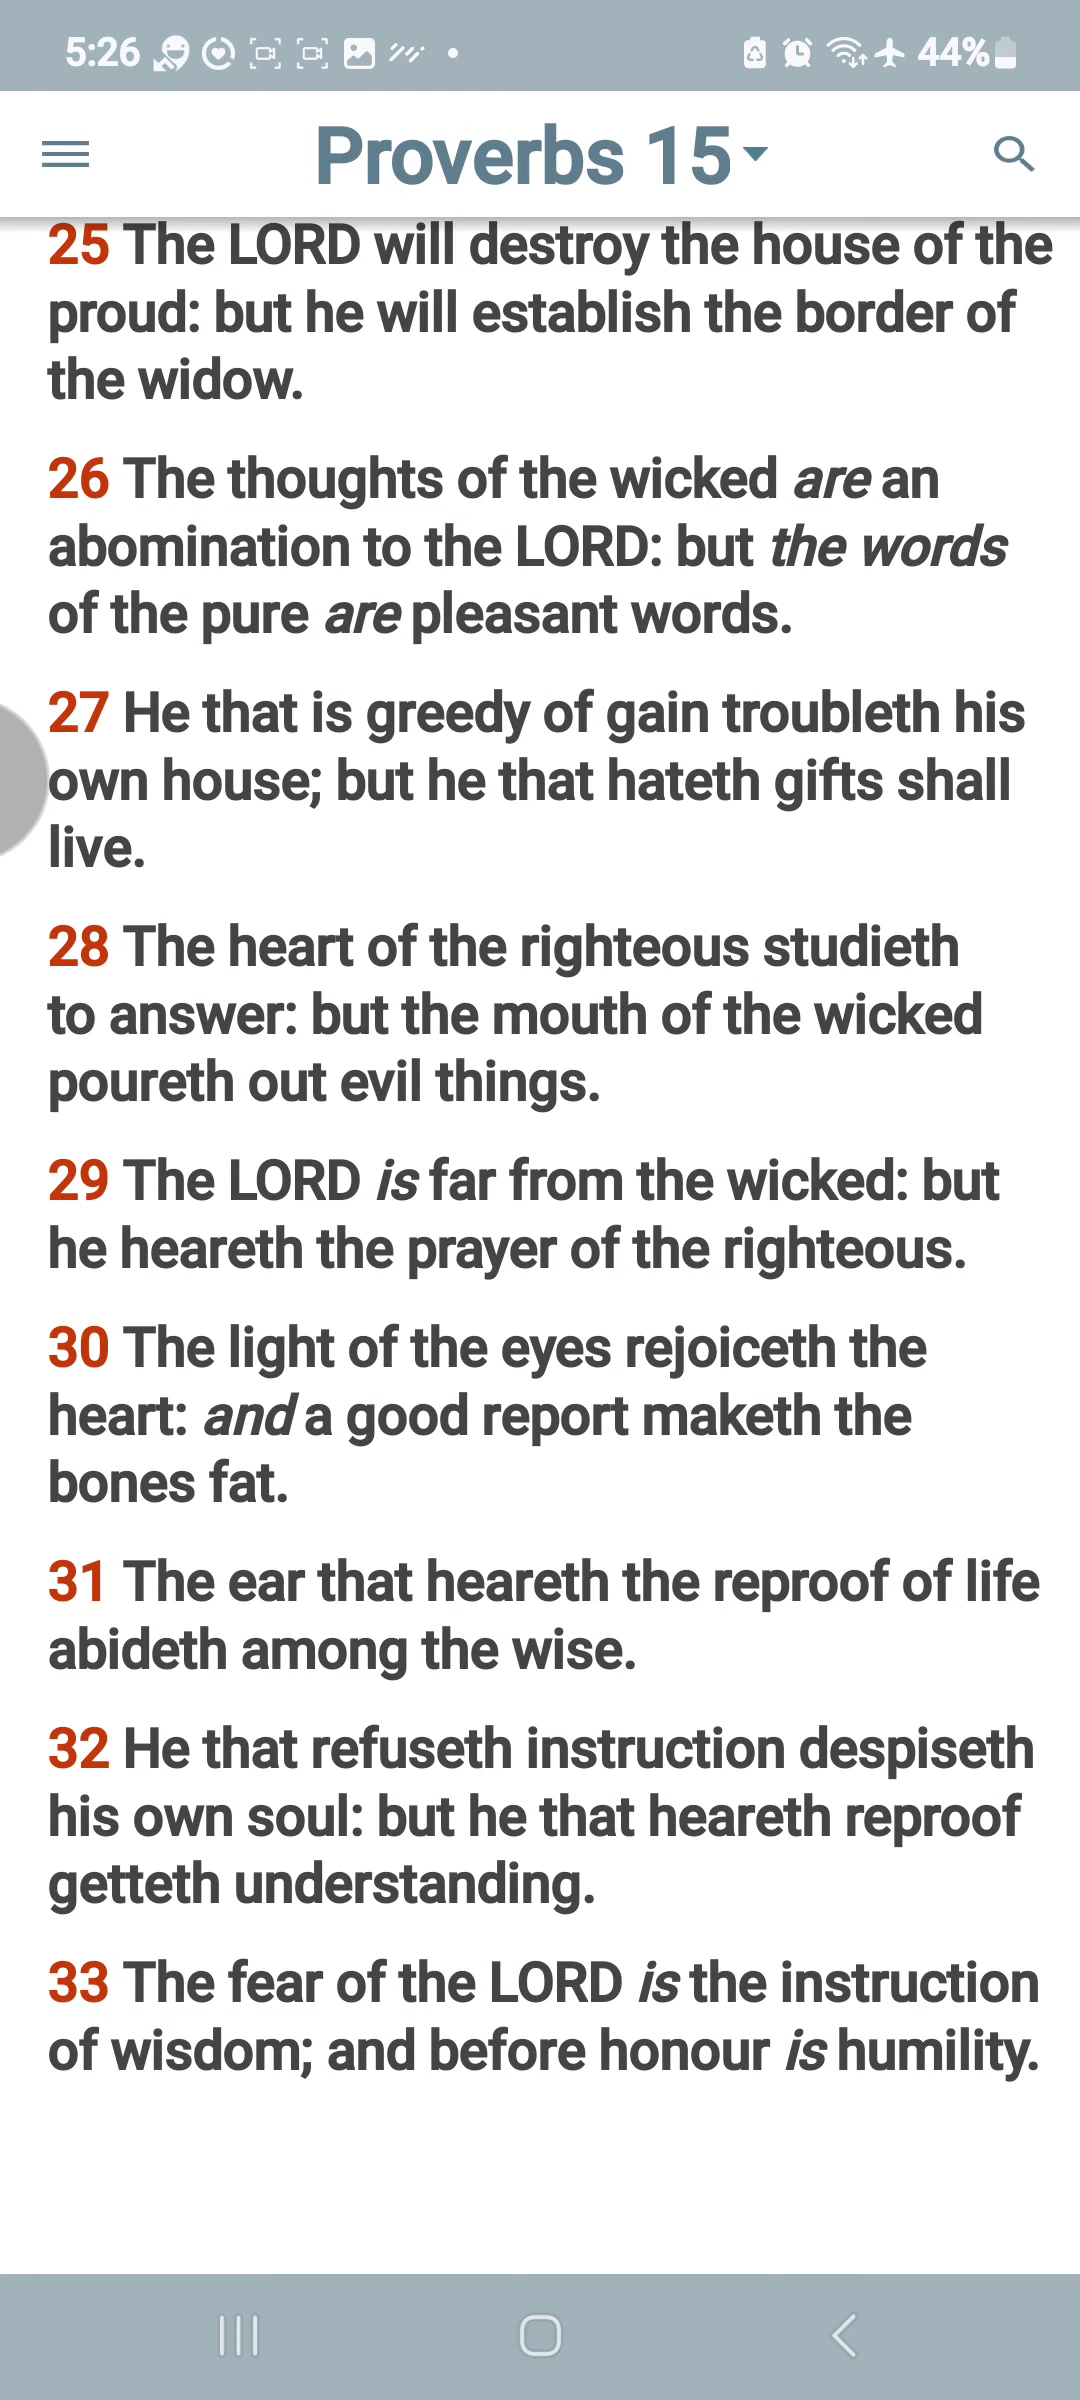 5:26
44%
Proverbs 15
25 The LORD will destroy the house of the
proud: but he will establish the border of
the widow.
26 The thoughts of the wicked are an
abomination to the LORD: but the words
of the pure are pleasant words.
27 He that is greedy of gain troubleth his
own house; but he that hateth gifts shall
live.
28 The heart of the righteous studieth
to answer: but the mouth of the wicked
poureth out evil things.
29 The LORD is far from the wicked: but
he heareth the prayer of the righteous.
30 The light of the eyes rejoiceth the
heart: and a good report maketh the
bones fat.
31 The ear that heareth the reproof of life
abideth among the wise.
32 He that refuseth instruction despiseth
his own soul: but he that heareth reproof
getteth understanding.
33 The fear of the LORD is the instruction
of wisdom; and before honour is humility.